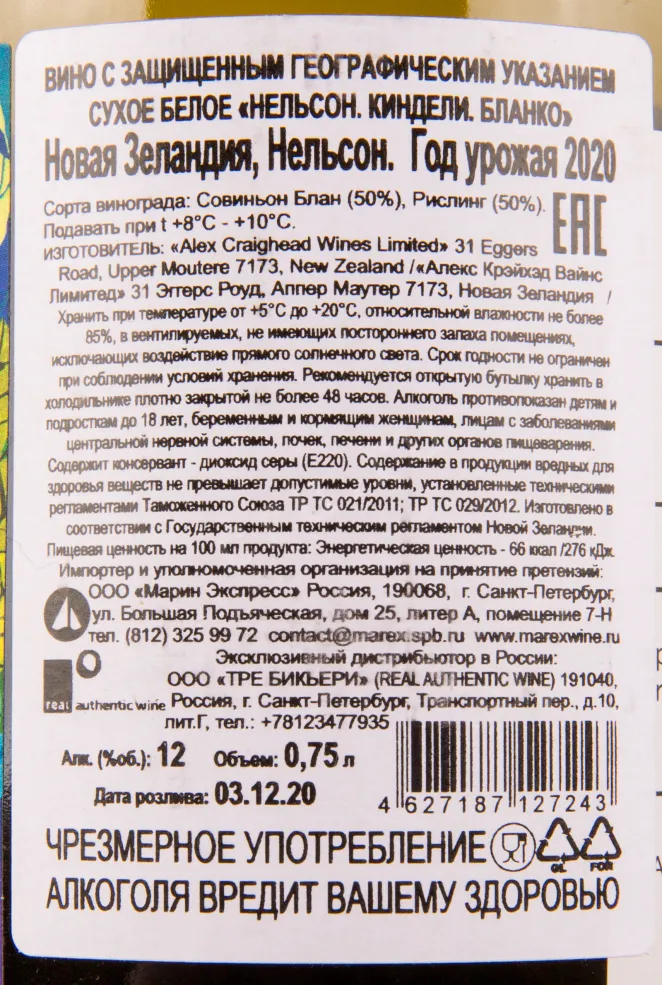 ВИНО С ЗАЩИЩЕННЫМ ГЕОГРАФИЧЕСКИМ УКАЗАНИЕМ
СУХОЕ БЕЛОЕ «НЕЛЬСОН. КИНДЕЛИ. БЛАНКО»
Новая Зеландия, Нельсон. Год урожая 2020
Сорта винограда: Совиньон Блан (50%), Рислинг (50%).
Подавать при t +8°C - +10°C.
EAC
ИЗГОТОВИТЕЛЬ: «Alex Craighead Wines Limited» 31 Eggers
Road, Upper Moutere 7173, New Zealand /«Алекс Крэйхэд Вайнс
Лимитед» 31 Эггерс Роуд, Аппер Маутер 7173, Новая Зеландия /
Хранить при температуре от +5°C до +20°C, относительной влажности не более
85%, в вентилируемых, не имеющих постороннего запаха помещениях,
исключающих воздействие прямого солнечного света. Срок годности не ограничен
при соблюдении условий хранения. Рекомендуется открытую бутылку хранить в
холодильнике плотно закрытой не более 48 часов. Алкоголь противопоказан детям и
подросткам до 18 лет, беременным и кормящим женщинам, лицам с заболеваниями
центральной нервной системы, почек, печени и других органов пищеварения.
Содержит консервант - диоксид серы (E220). Содержание в продукции вредных для
здоровья веществ не превышает допустимые уровни, установленные техническими
регламентами Таможенного Союза ТР ТС 021/2011; ТР ТС 029/2012. Изготовлено в
соответствии с Государственным техническим регламентом Новой Зеландии.
Пищевая ценность на 100 мл продукта: Энергетическая ценность - 66 ккал /276 кДж.
Импортер и уполномоченная организация на принятие претензий:
ООО «Марин Экспресс» Россия, 190068, г. Санкт-Петербург,
ул. Большая Подъяческая, дом 25, литер А, помещение 7-Н
тел. (812) 325 99 72 contact@marex.spb.ru www.marexwine.ru
Эксклюзивный дистрибьютор в России:
ООО «ТРЕ БИКЬЕРИ» (REAL AUTHENTIC WINE) 191040,
real authentic wine Россия, г. Санкт-Петербург, Транспортный пер., д.10,
лит.Г, тел.: +78123477935
Алк. (%об.): 12 Объем: 0,75 л
Дата розлива: 03.12.20
4 627187 127243
ЧРЕЗМЕРНОЕ УПОТРЕБЛЕНИЕ
GL FOR
АЛКОГОЛЯ ВРЕДИТ ВАШЕМУ ЗДОРОВЬЮ